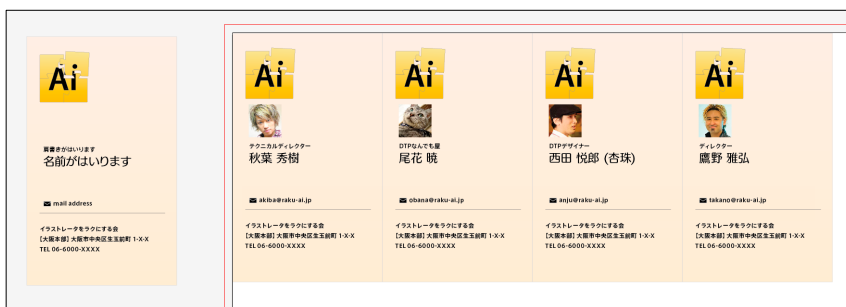 Ai
肩書きがはいります
名前がはいります
mail address
イラストレータをラクにする会
【大阪本部】大阪市中央区生玉前町 1-X-X
TEL 06-6000-XXXX
Ai
テクニカルディレクター
秋葉 秀樹
akiba@raku-ai.jp
イラストレータをラクにする会
【大阪本部】大阪市中央区生玉前町 1-X-X
TEL 06-6000-XXXX
Ai
DTPなんでも屋
尾花 暁
obana@raku-ai.jp
イラストレータをラクにする会
【大阪本部】大阪市中央区生玉前町 1-X-X
TEL 06-6000-XXXX
Ai
DTPデザイナー
西田 悦郎 (杏珠)
anju@raku-ai.jp
イラストレータをラクにする会
【大阪本部】大阪市中央区生玉前町 1-X-X
TEL 06-6000-XXXX
Ai
ディレクター
鷹野 雅弘
takano@raku-ai.jp
イラストレータをラクにする会
【大阪本部】大阪市中央区生玉前町 1-X-X
TEL 06-6000-XXXX